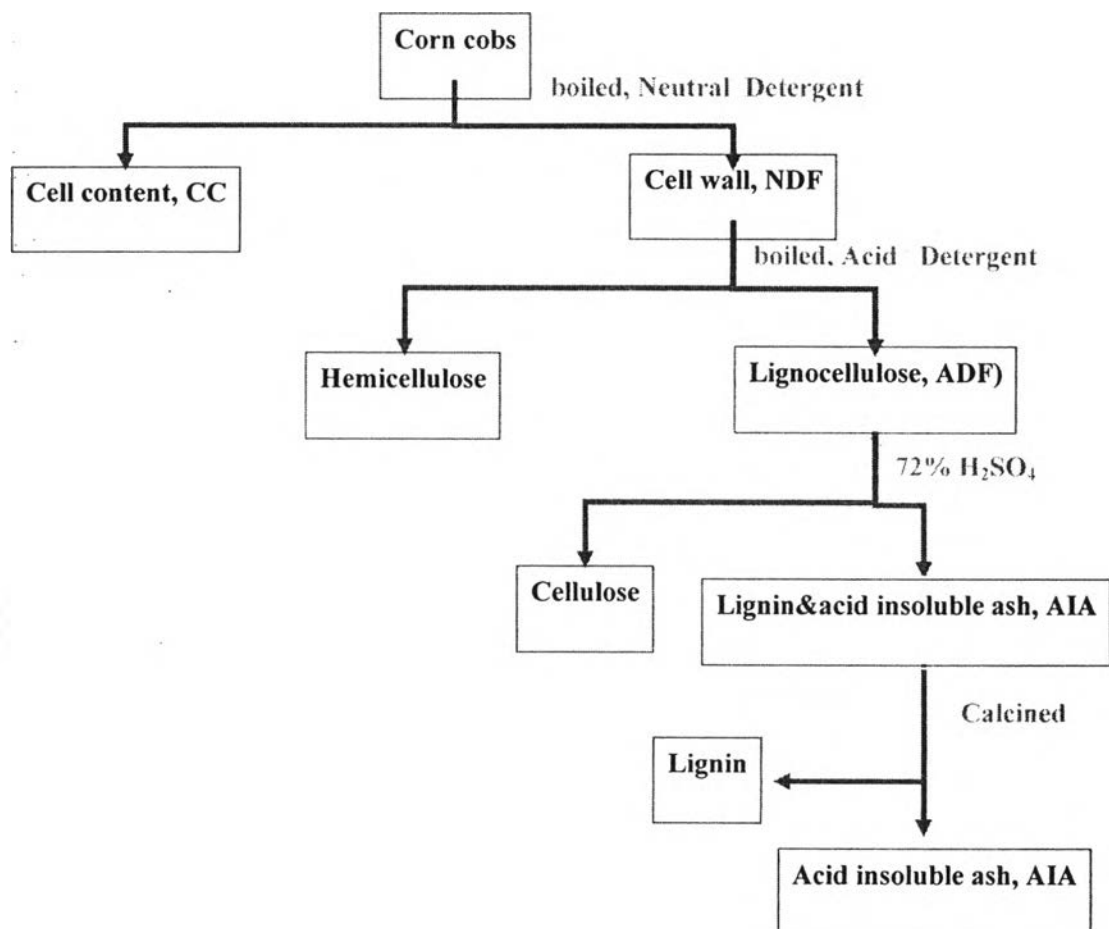 Corn cobs
boiled, Neutral Detergent
Cell content, CC
Cell wall, NDF
boiled, Acid Detergent
Hemicellulose
Lignocellulose, ADF)
72% H₂SO₄
Cellulose
Lignin&acid insoluble ash, AIA
Calcined
Lignin
Acid insoluble ash, AIA